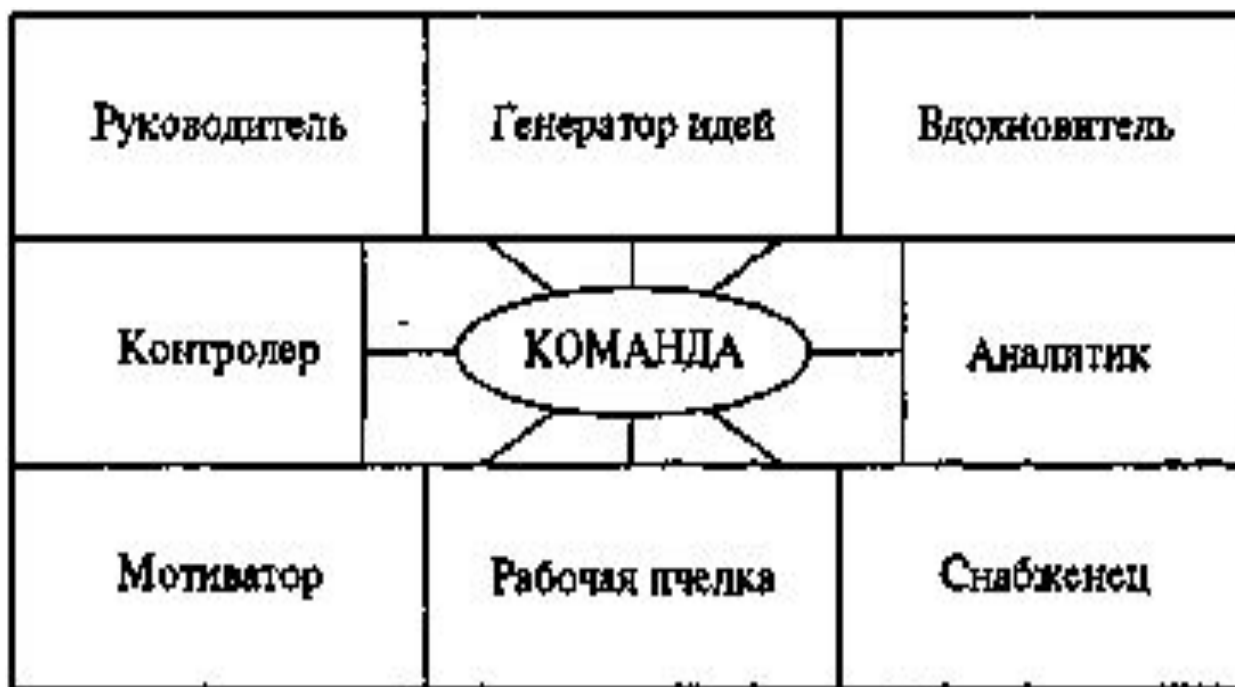 Руководитель
Генератор идей
Вдохновитель
Контролер
КОМАНДА
Аналитик
Мотиватор
Рабочая пчелка
Снабженец